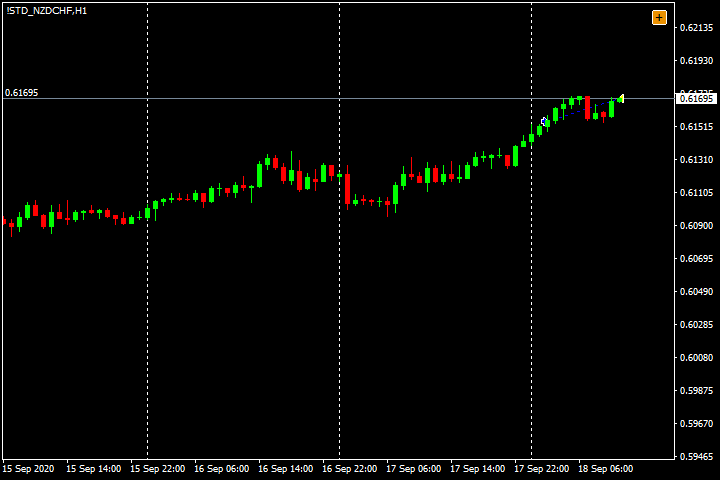 !STD_NZDCHF,H1
0.62135
0.61930
0.61695
0.61695
0.61515
0.61310
0.61105
0.60900
0.60695
0.60490
0.60285
0.60080
0.59875
0.59670
0.59465
15 Sep 2020
15 Sep 14:00
15 Sep 22:00
16 Sep 06:00
16 Sep 14:00
16 Sep 22:00
17 Sep 06:00
17 Sep 14:00
17 Sep 22:00
18 Sep 06:00